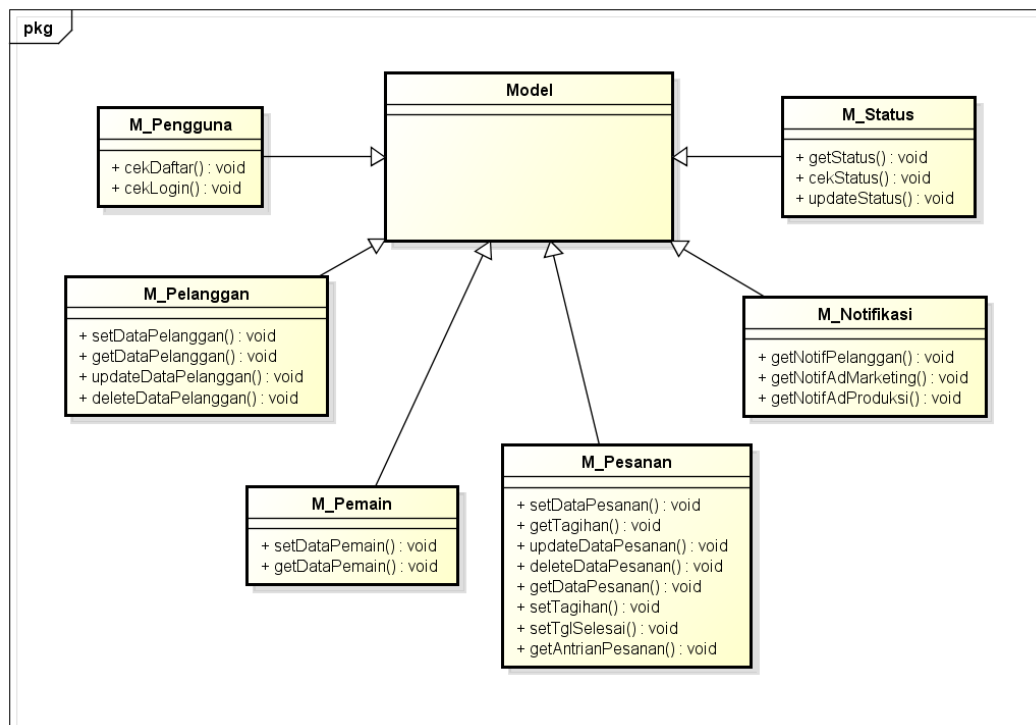 pkg
Model
M_Pengguna
+ cekDaftar() : void
+ cekLogin() : void
M_Status
+ getStatus() : void
+ cekStatus() : void
+ updateStatus() : void
M_Pelanggan
+ setDataPelanggan() : void
+ getDataPelanggan() : void
+ updateDataPelanggan() : void
+ deleteDataPelanggan() : void
M_Notifikasi
+ getNotifPelanggan() : void
+ getNotifAdMarketing() : void
+ getNotifAdProduksi() : void
M_Pemain
+ setDataPemain() : void
+ getDataPemain() : void
M_Pesanan
+ setDataPesanan() : void
+ getTagihan() : void
+ updateDataPesanan() : void
+ deleteDataPesanan() : void
+ getDataPesanan() : void
+ setTagihan() : void
+ setTglSelesai() : void
+ getAntrianPesanan() : void